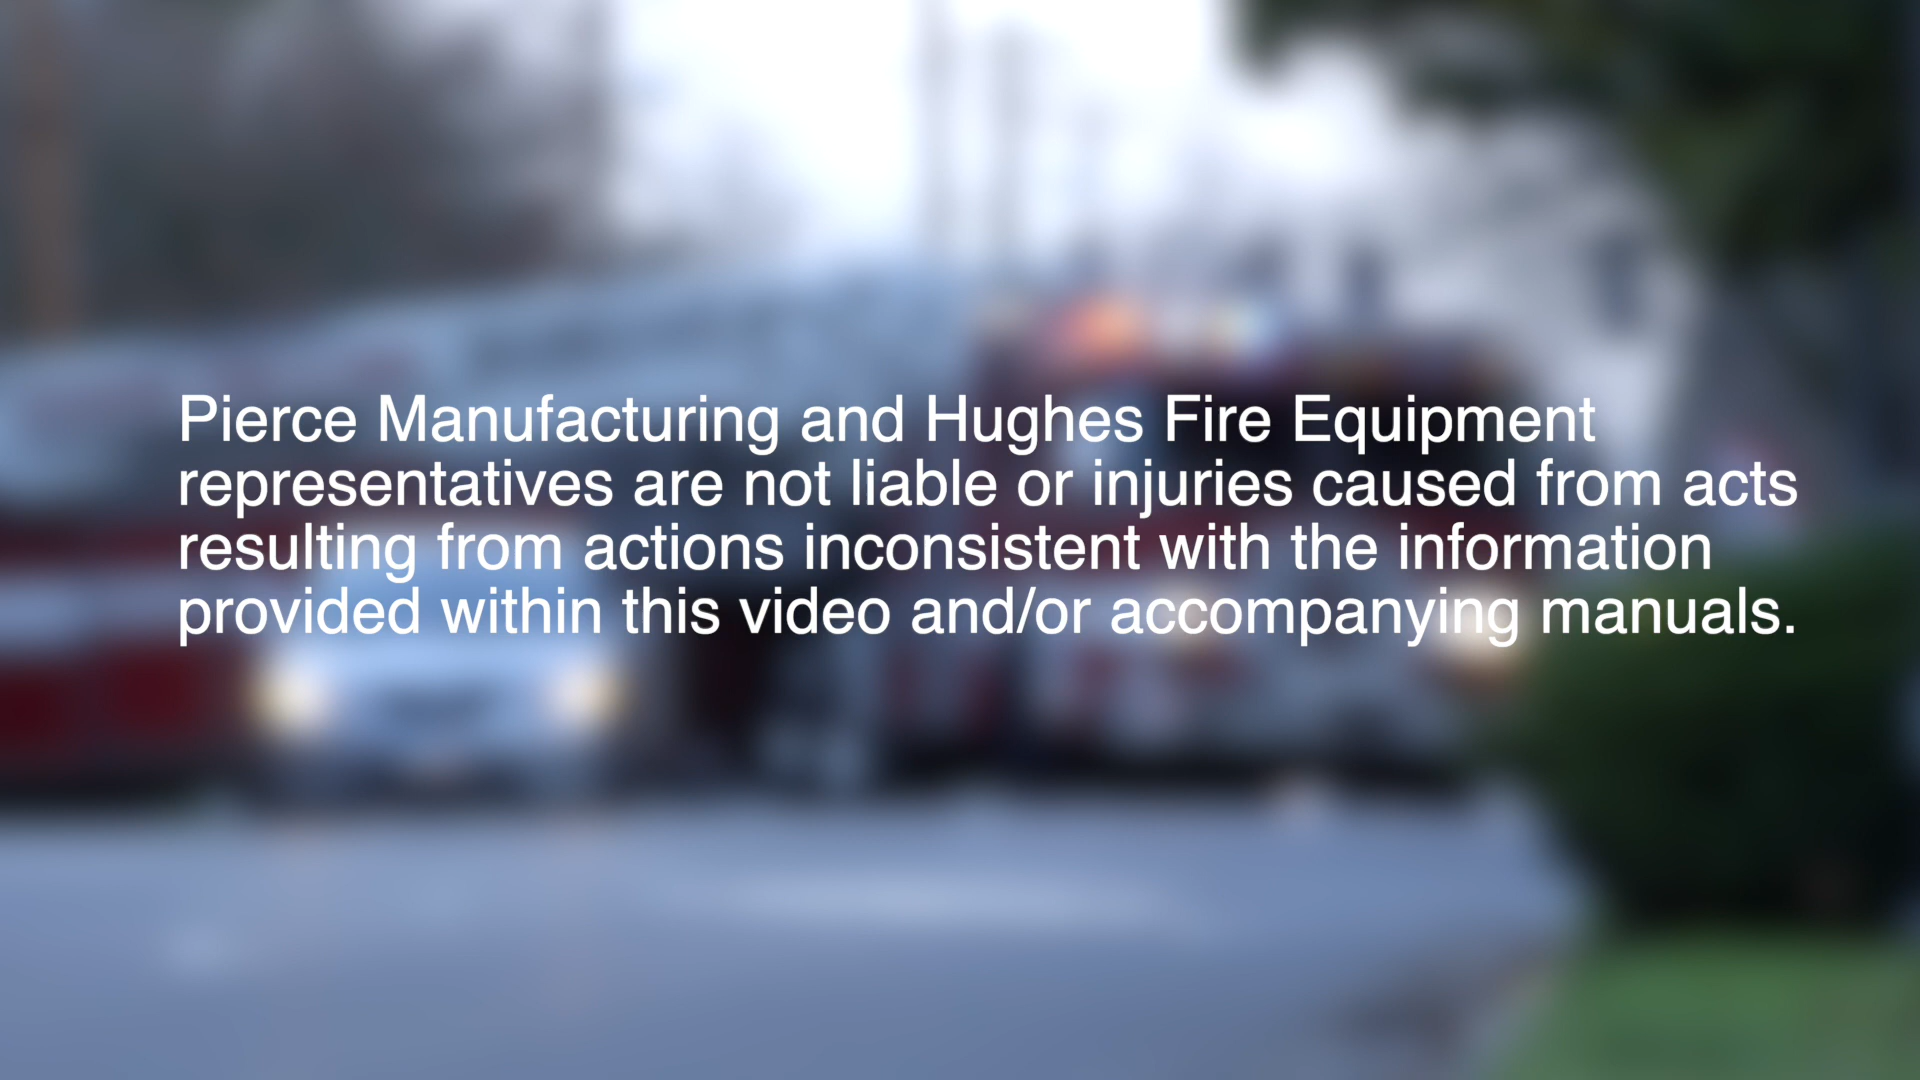 Pierce Manufacturing and Hughes Fire Equipment
representatives are not liable or injuries caused from acts
resulting from actions inconsistent with the information
provided within this video and/or accompanying manuals.